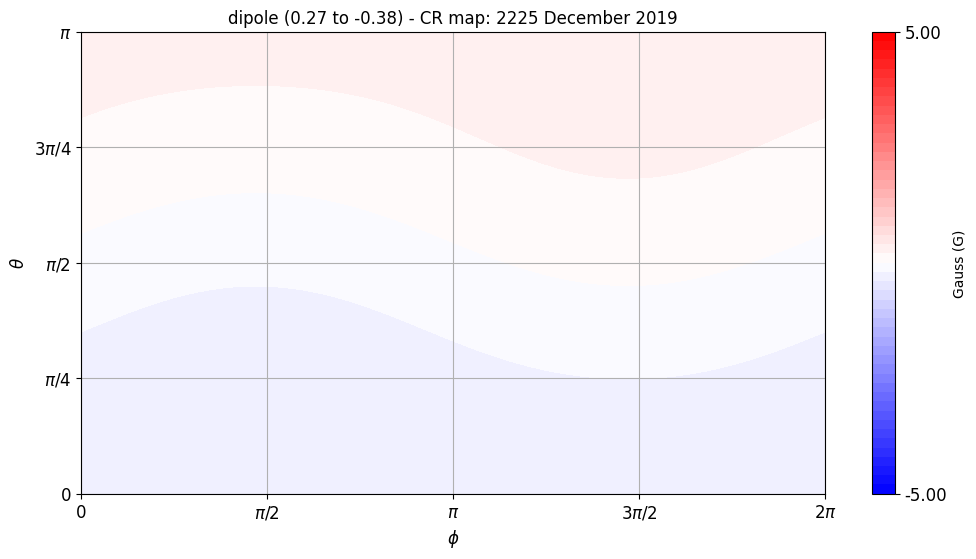 dipole (0.27 to -0.38) - CR map: 2225 December 2019
π
3π/4
π/2
π/4
0
θ
0
π/2
π
3π/2
2π
ϕ
5.00
-5.00
Gauss (G)